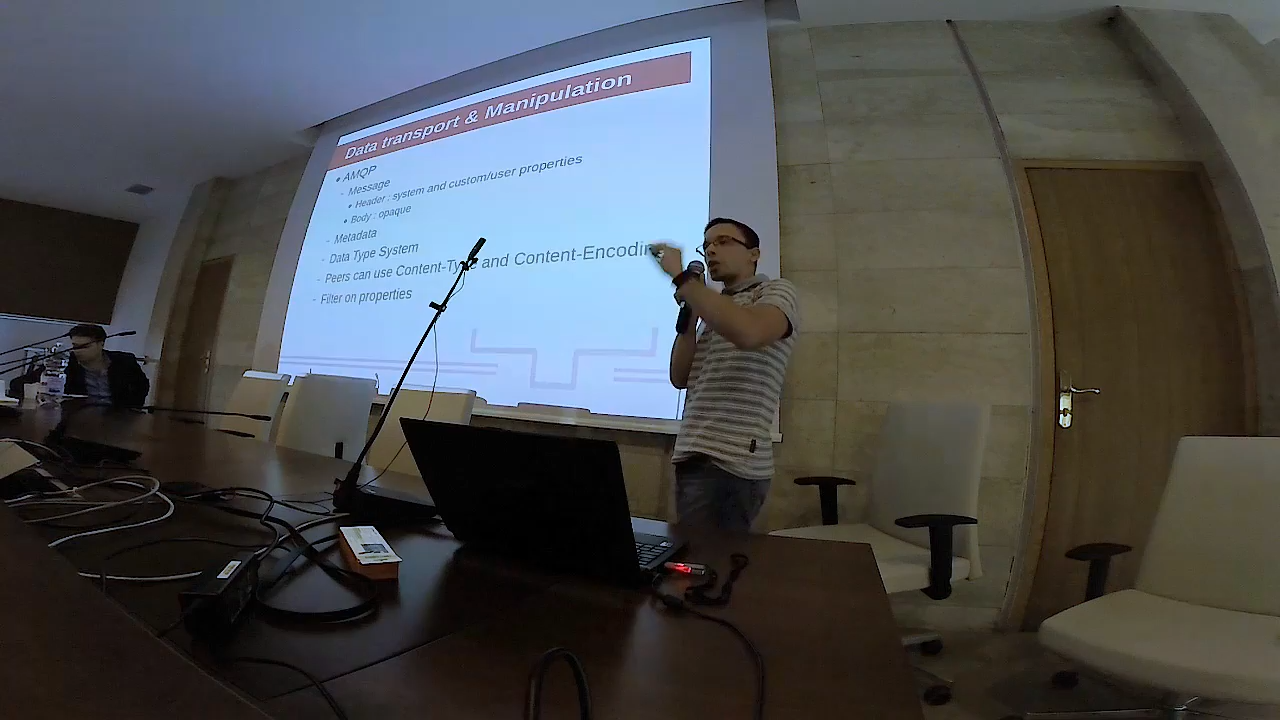 Data transport & Manipulation
• AMQP
- Message
• Header : system and custom/user properties
• Body : opaque
- Metadata
- Data Type System
- Peers can use Content-Type and Content-Encoding
- Filter on properties